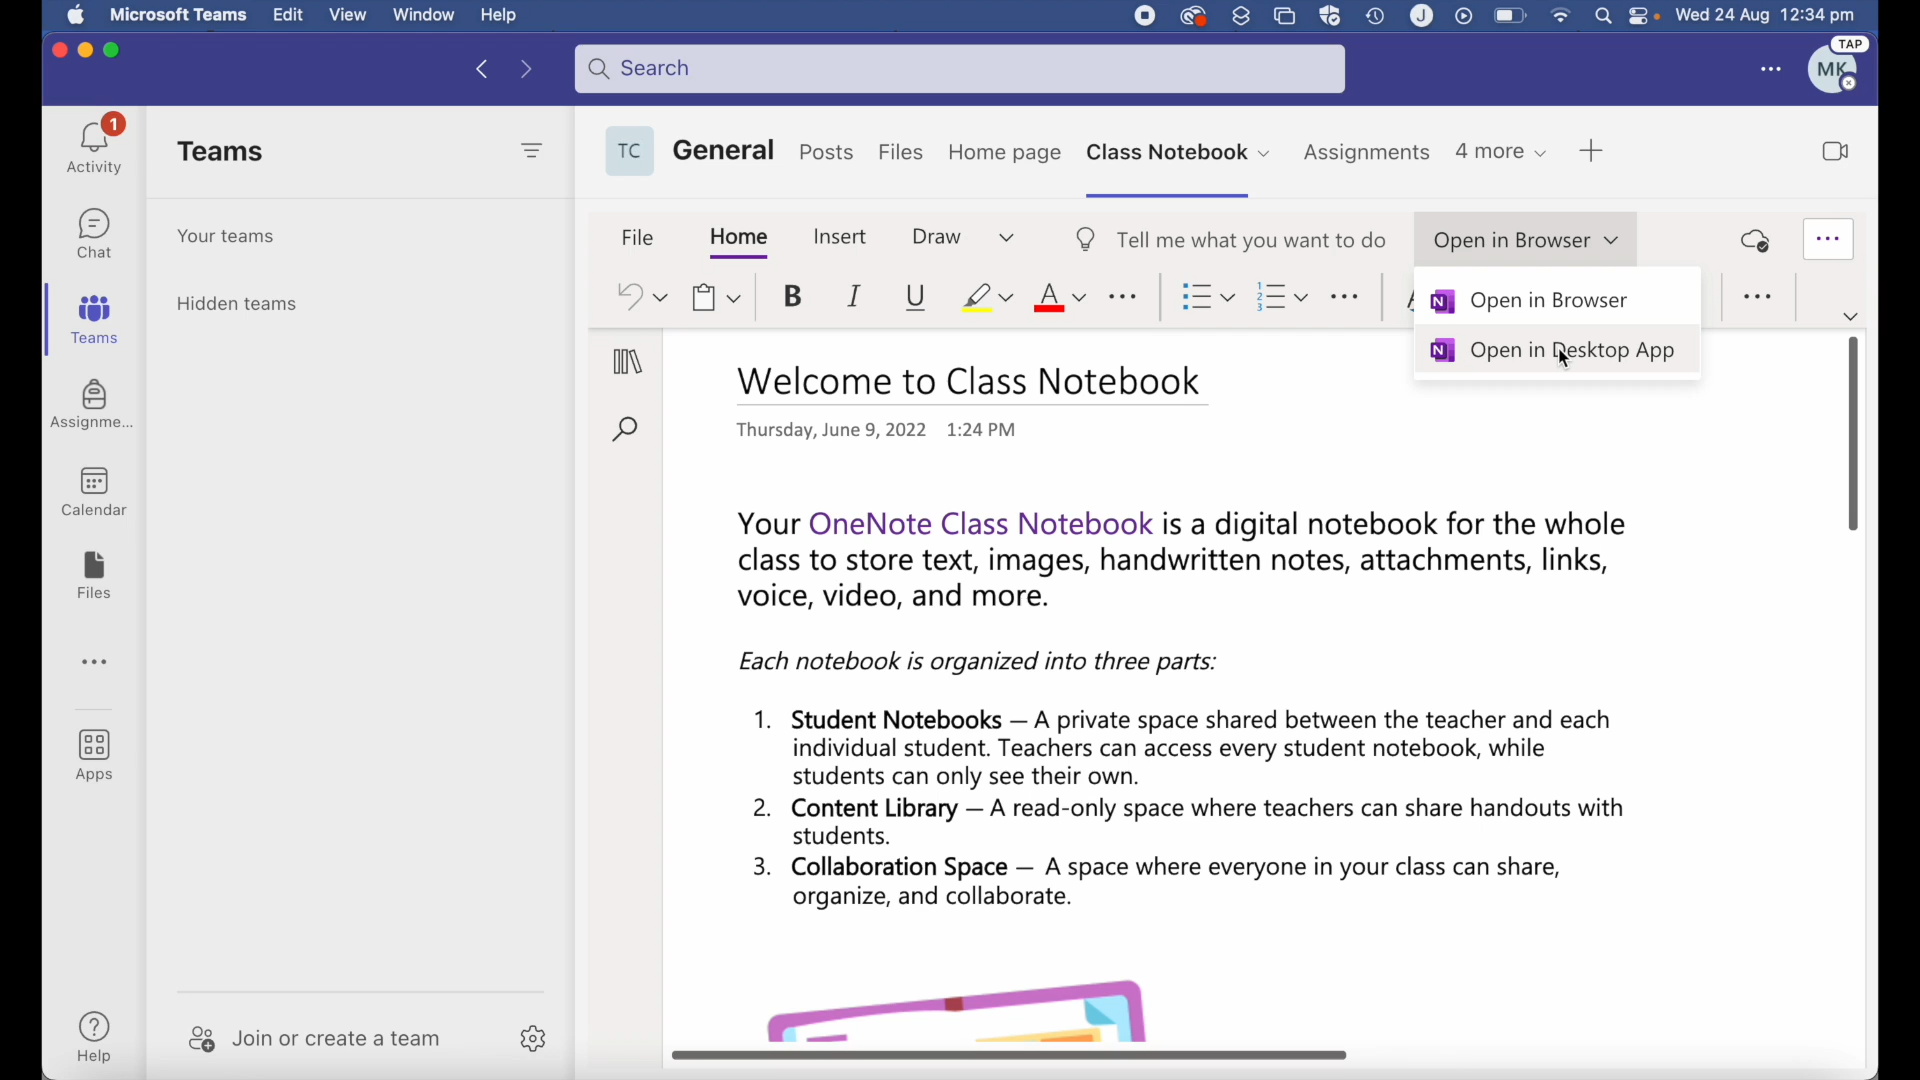 Microsoft Teams Edit View Window Help
J
Wed 24 Aug 12:34 pm
Search
TAP
MK
1
Activity
Chat
Teams
Assignme...
Calendar
Files
Apps
Help
Teams
Your teams
Hidden teams
Join or create a team
TC General Posts Files Home page Class Notebook Assignments 4 more
File Home Insert Draw Tell me what you want to do Open in Browser
B I U A
N Open in Browser
N Open in Desktop App
Welcome to Class Notebook
Thursday, June 9, 2022 1:24 PM
Your OneNote Class Notebook is a digital notebook for the whole
class to store text, images, handwritten notes, attachments, links,
voice, video, and more.
Each notebook is organized into three parts:
1. Student Notebooks — A private space shared between the teacher and each
individual student. Teachers can access every student notebook, while
students can only see their own.
2. Content Library — A read-only space where teachers can share handouts with
students.
3. Collaboration Space — A space where everyone in your class can share,
organize, and collaborate.